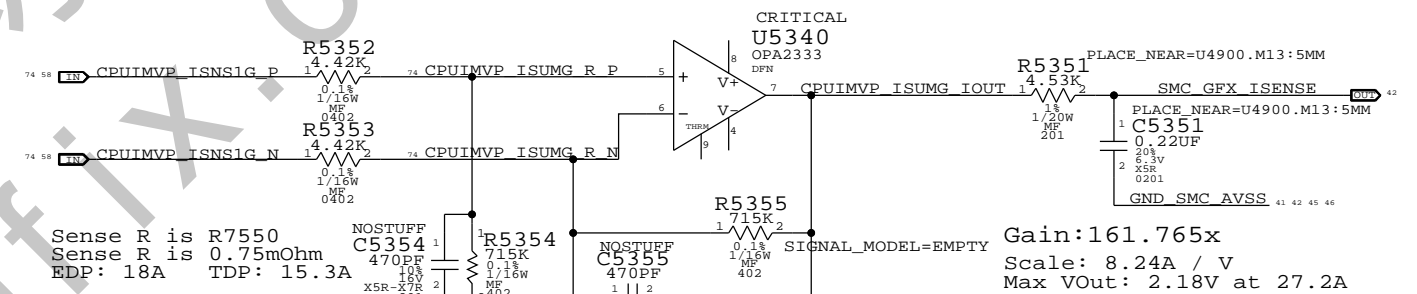 CRITICAL
U5340
OPA2333
DFN
R5352
4.42K
0.1%
1/16W
MF
0402
74 58 IN CPUIMVP_ISNS1G_P 1 2 74 CPUIMVP_ISUMG_R_P 5
+
8
V+
V-
4
THRM
9
7 CPUIMVP_ISUMG_IOUT 1 2 SMC_GFX_ISENSE OUT 42
R5351
4.53K
1%
1/20W
MF
201
PLACE_NEAR=U4900.M13:5MM
PLACE_NEAR=U4900.M13:5MM
1
C5351
0.22UF
20%
6.3V
X5R
0201
2
GND_SMC_AVSS 41 42 45 46
6
-
R5353
4.42K
0.1%
1/16W
MF
0402
74 58 IN CPUIMVP_ISNS1G_N 1 2 74 CPUIMVP_ISUMG_R_N
Sense R is R7550
Sense R is 0.75mOhm
EDP: 18A TDP: 15.3A
NOSTUFF
C5354 1
470PF
10%
16V
X5R-X7R 2
1 R5354
715K
0.1%
1/16W
MF
NOSTUFF
C5355
470PF
1 2
R5355
715K
1 2
0.1%
1/16W
MF
402
SIGNAL_MODEL=EMPTY
Gain:161.765x
Scale: 8.24A / V
Max VOut: 2.18V at 27.2A
fix.c